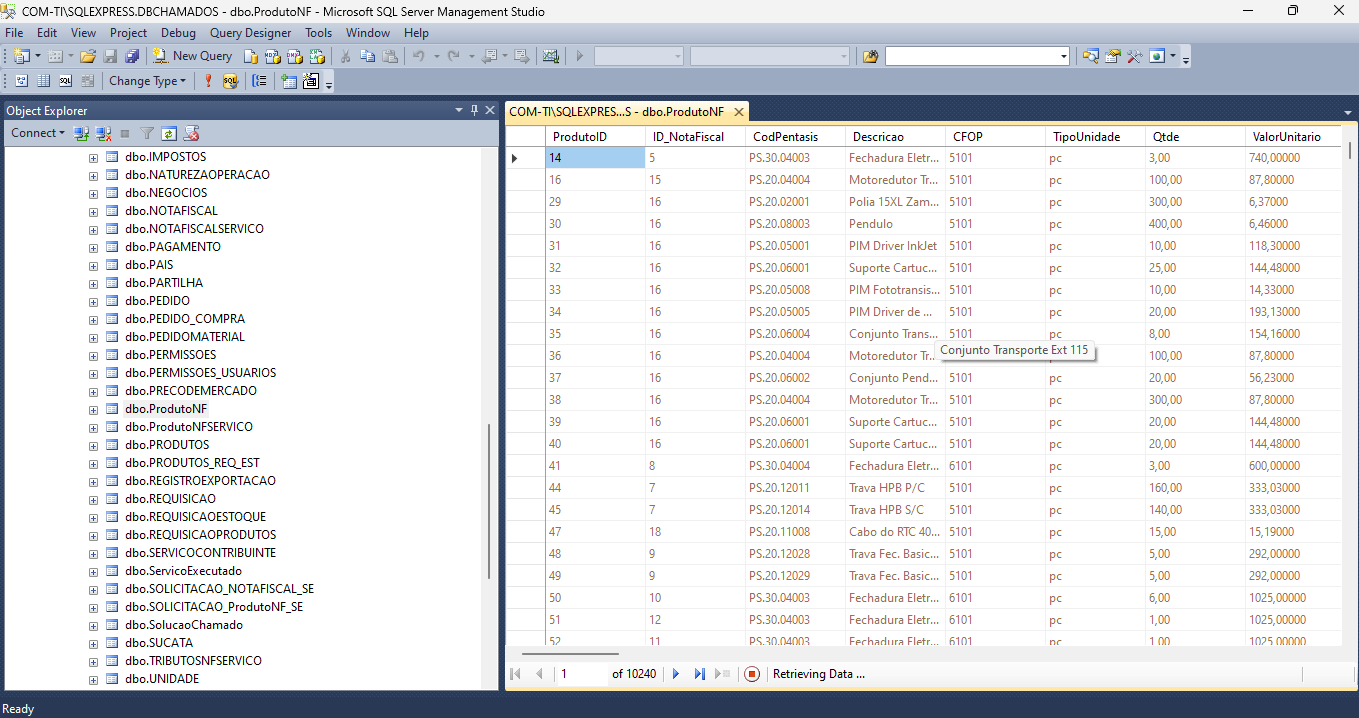 COM-TI\SQLEXPRESS.DBCHAMADOS - dbo.ProdutoNF - Microsoft SQL Server Management Studio
File Edit View Project Debug Query Designer Tools Window Help
New Query
Change Type
Object Explorer
Connect
dbo.IMPOSTOS
dbo.NATUREZAOPERACAO
dbo.NEGOCIOS
dbo.NOTAFISCAL
dbo.NOTAFISCALSERVICO
dbo.PAGAMENTO
dbo.PAIS
dbo.PARTILHA
dbo.PEDIDO
dbo.PEDIDO_COMPRA
dbo.PEDIDOMATERIAL
dbo.PERMISSOES
dbo.PERMISSOES_USUARIOS
dbo.PRECODEMERCADO
dbo.ProdutoNF
dbo.ProdutoNFSERVICO
dbo.PRODUTOS
dbo.PRODUTOS_REQ_EST
dbo.REGISTROEXPORTACAO
dbo.REQUISICAO
dbo.REQUISICAOESTOQUE
dbo.REQUISICAOPRODUTOS
dbo.SERVICOCONTRIBUINTE
dbo.ServicoExecutado
dbo.SOLICITACAO_NOTAFISCAL_SE
dbo.SOLICITACAO_ProdutoNF_SE
dbo.SolucaoChamado
dbo.SUCATA
dbo.TRIBUTOSNFSERVICO
dbo.UNIDADE
COM-TI\SQLEXPRES...S - dbo.ProdutoNF
ProdutoID ID_NotaFiscal CodPentasis Descricao CFOP TipoUnidade Qtde ValorUnitario
14 5 PS.30.04003 Fechadura Eletr... 5101 pc 3,00 740,00000
16 15 PS.20.04004 Motoredutor Tr... 5101 pc 100,00 87,80000
29 16 PS.20.02001 Polia 15XL Zam... 5101 pc 300,00 6,37000
30 16 PS.20.08003 Pendulo 5101 pc 400,00 6,46000
31 16 PS.20.05001 PIM Driver InkJet 5101 pc 10,00 118,30000
32 16 PS.20.06001 Suporte Cartuc... 5101 pc 25,00 144,48000
33 16 PS.20.05008 PIM Fototransis... 5101 pc 10,00 14,33000
34 16 PS.20.05005 PIM Driver de ... 5101 pc 20,00 193,13000
35 16 PS.20.06004 Conjunto Trans... 5101 pc 8,00 154,16000
Conjunto Transporte Ext 115
36 16 PS.20.04004 Motoredutor Tr... 100,00 87,80000
37 16 PS.20.06002 Conjunto Pend... 5101 pc 20,00 56,23000
38 16 PS.20.04004 Motoredutor Tr... 5101 pc 300,00 87,80000
39 16 PS.20.06001 Suporte Cartuc... 5101 pc 20,00 144,48000
40 16 PS.20.06001 Suporte Cartuc... 5101 pc 20,00 144,48000
41 8 PS.30.04004 Fechadura Eletr... 6101 pc 3,00 600,00000
44 7 PS.20.12011 Trava HPB P/C 5101 pc 160,00 333,03000
45 7 PS.20.12014 Trava HPB S/C 5101 pc 140,00 333,03000
47 18 PS.20.11008 Cabo do RTC 40... 5101 pc 15,00 15,19000
48 9 PS.20.12028 Trava Fec. Basic... 5101 pc 5,00 292,00000
49 9 PS.20.12029 Trava Fec. Basic... 5101 pc 5,00 292,00000
50 10 PS.30.04003 Fechadura Eletr... 6101 pc 6,00 1025,00000
51 12 PS.30.04003 Fechadura Eletr... 6101 pc 1,00 1025,00000
52 11 PS.30.04003 Fechadura Eletr... 6101 pc 1,00 1025,00000
1 of 10240 Retrieving Data ...
Ready